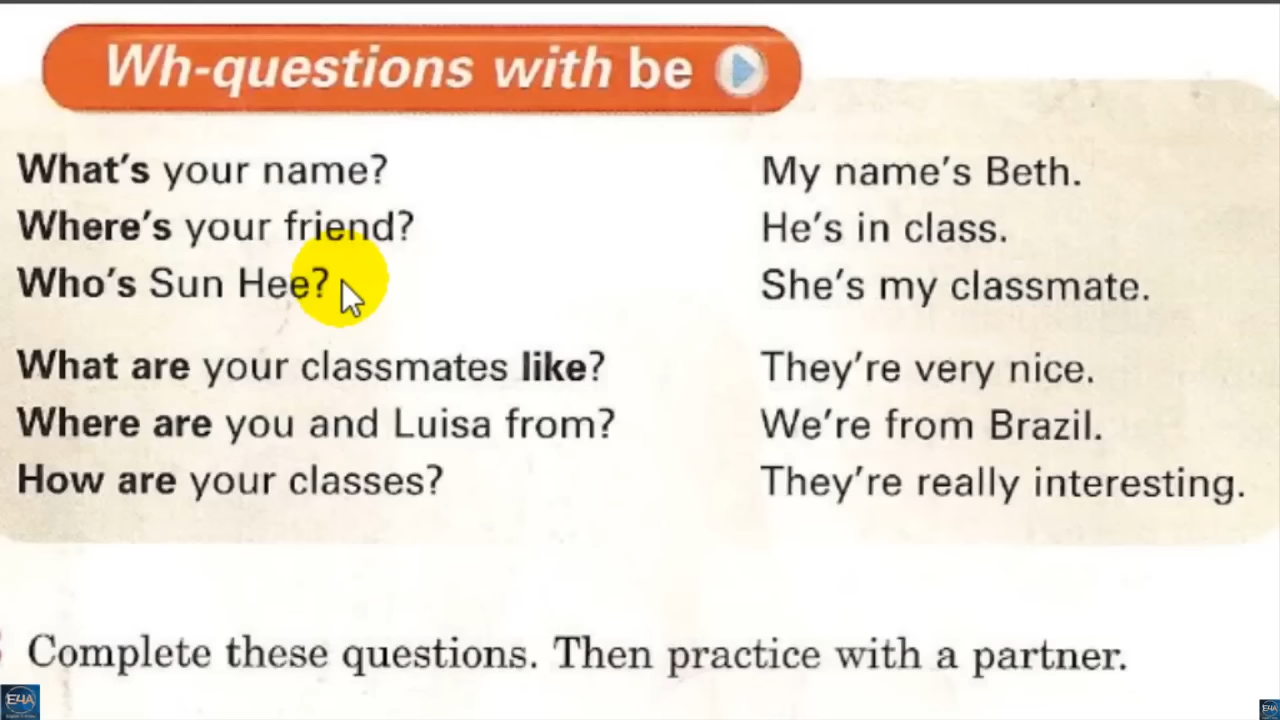 Wh-questions with be
What's your name? My name's Beth.
Where's your friend? He's in class.
Who's Sun Hee? She's my classmate.
What are your classmates like? They're very nice.
Where are you and Luisa from? We're from Brazil.
How are your classes? They're really interesting.
Complete these questions. Then practice with a partner.
E4A
E4A